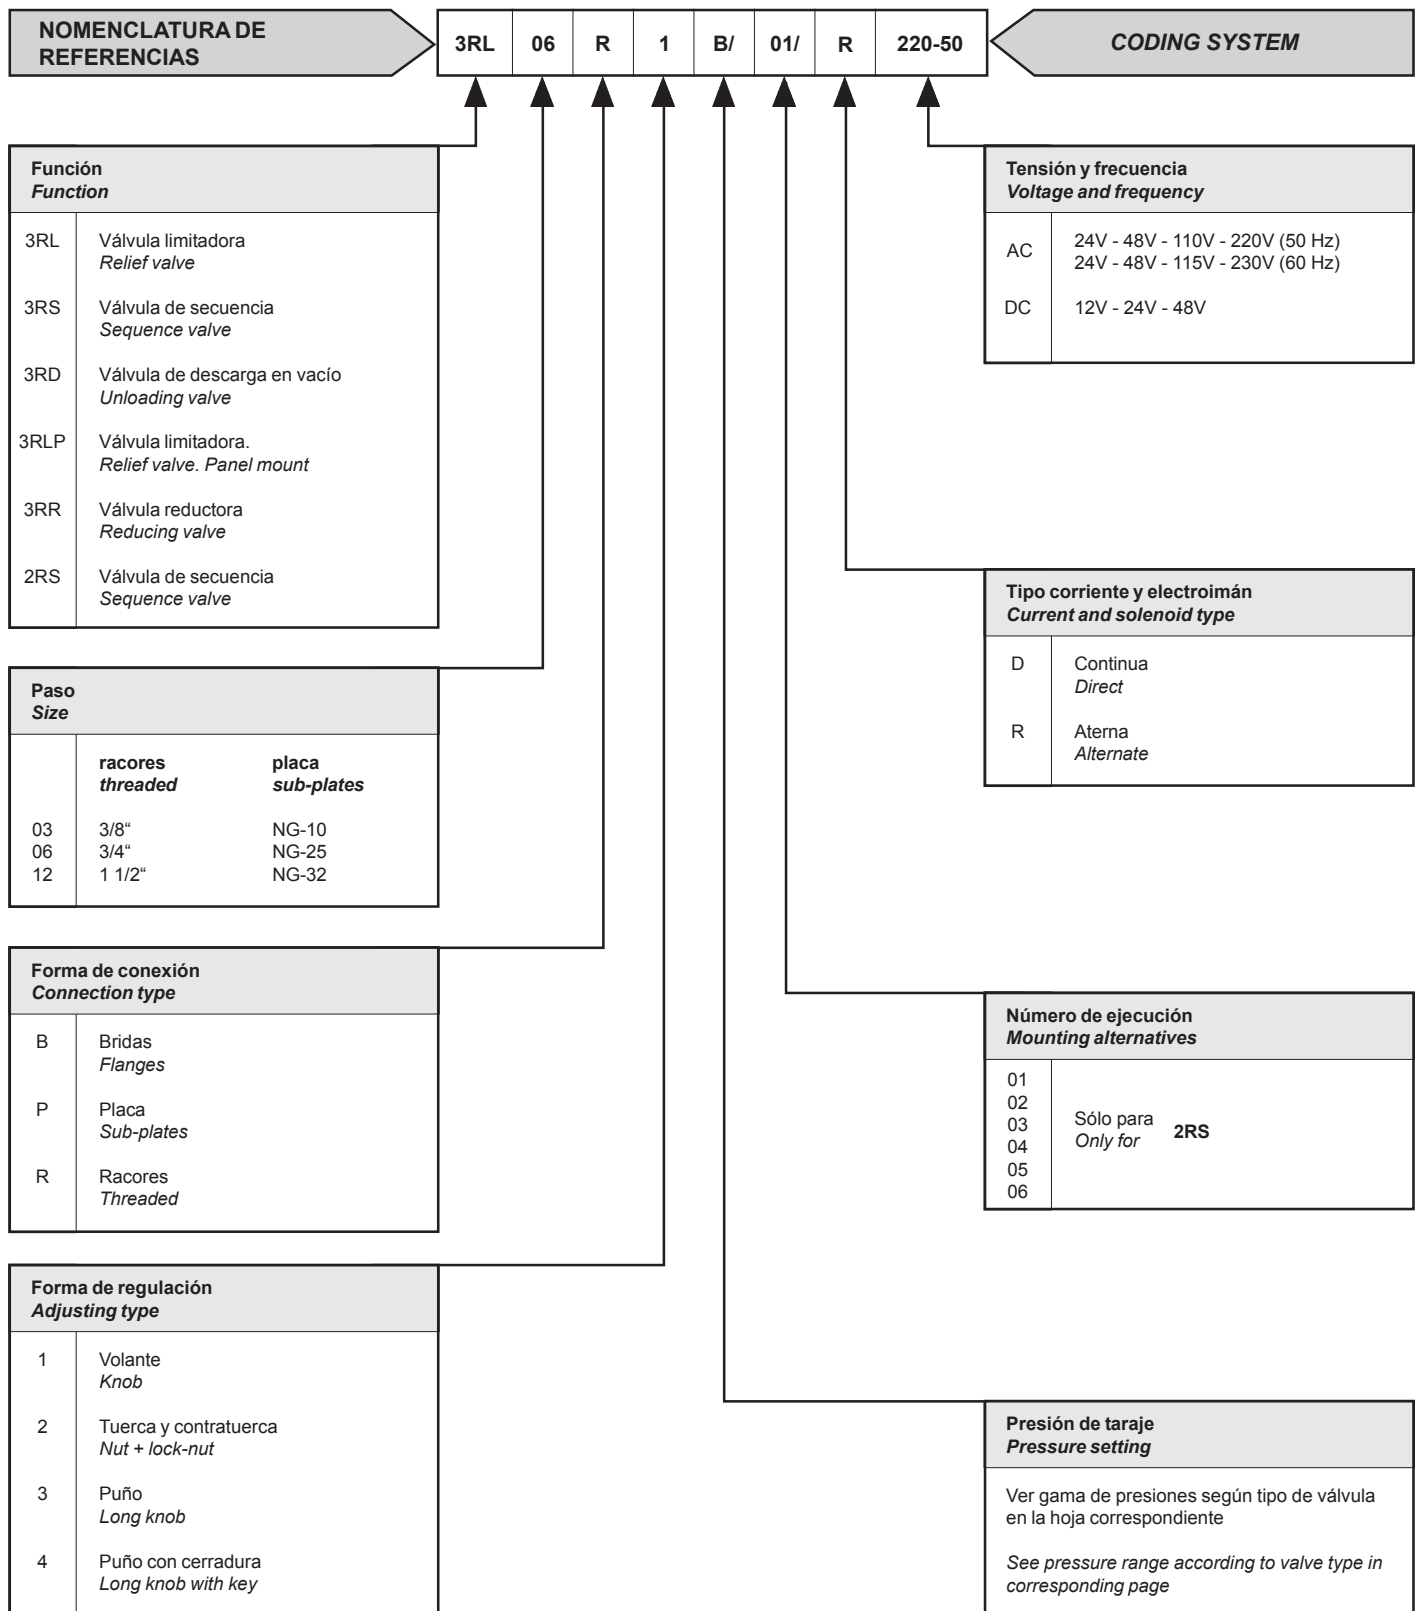 NOMENCLATURA DE
REFERENCIAS
3RL 06 R 1 B/ 01/ R 220-50
CODING SYSTEM
Función
Function
3RL Válvula limitadora
Relief valve
3RS Válvula de secuencia
Sequence valve
3RD Válvula de descarga en vacío
Unloading valve
3RLP Válvula limitadora.
Relief valve. Panel mount
3RR Válvula reductora
Reducing valve
2RS Válvula de secuencia
Sequence valve
Paso
Size
racores placa
threaded sub-plates
03 3/8“ NG-10
06 3/4“ NG-25
12 1 1/2“ NG-32
Forma de conexión
Connection type
B Bridas
Flanges
P Placa
Sub-plates
R Racores
Threaded
Forma de regulación
Adjusting type
1 Volante
Knob
2 Tuerca y contratuerca
Nut + lock-nut
3 Puño
Long knob
4 Puño con cerradura
Long knob with key
Tensión y frecuencia
Voltage and frequency
AC 24V - 48V - 110V - 220V (50 Hz)
24V - 48V - 115V - 230V (60 Hz)
DC 12V - 24V - 48V
Tipo corriente y electroimán
Current and solenoid type
D Continua
Direct
R Aterna
Alternate
Número de ejecución
Mounting alternatives
01
02
03
04
05
06
Sólo para
Only for 2RS
Presión de taraje
Pressure setting
Ver gama de presiones según tipo de válvula
en la hoja correspondiente
See pressure range according to valve type in
corresponding page